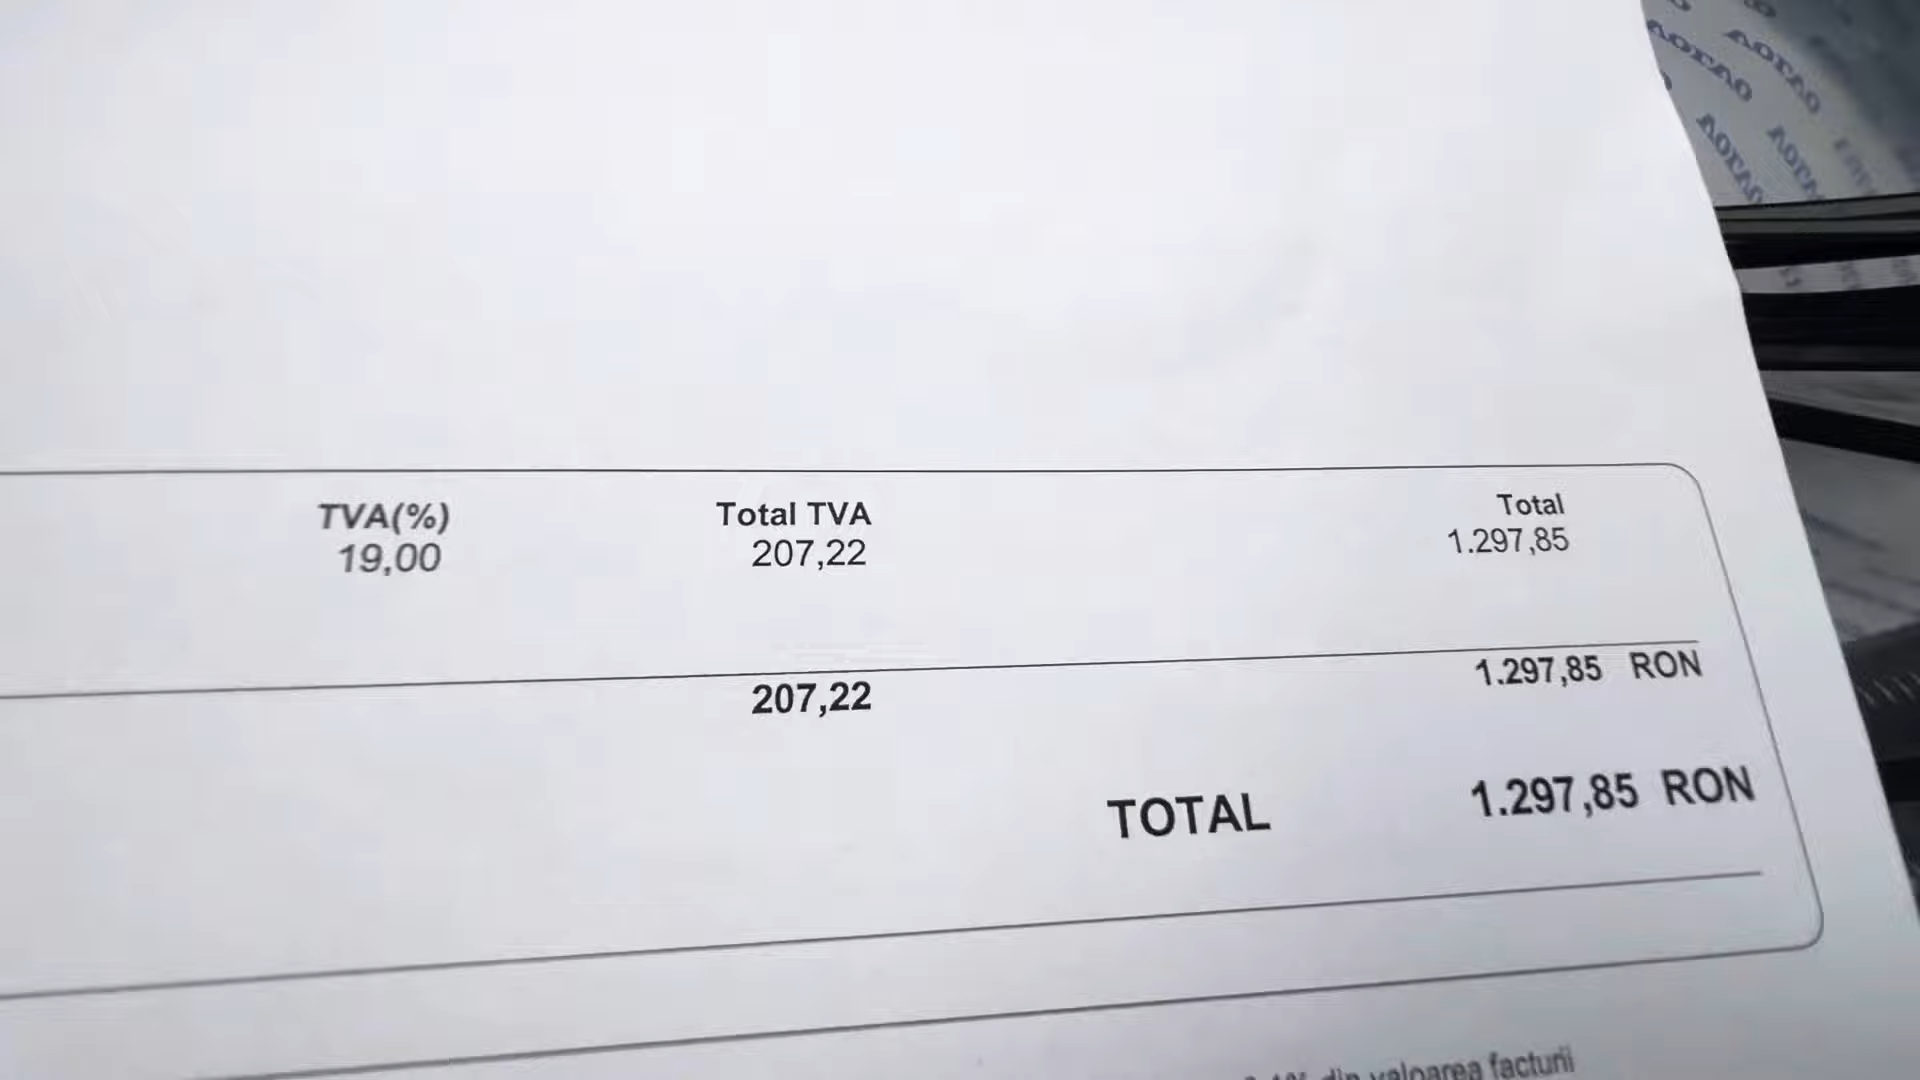 TVA(%) Total TVA Total
19,00 207,22 1.297,85
207,22 1.297,85 RON
TOTAL 1.297,85 RON
din valoarea facturii